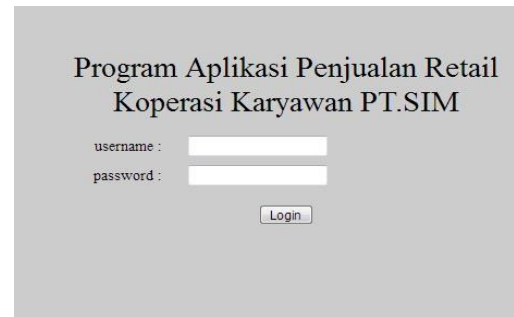 Program Aplikasi Penjualan Retail
Koperasi Karyawan PT.SIM
username :
password :
Login